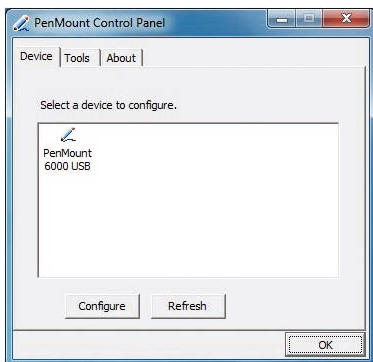 PenMount Control Panel
Device Tools About
Select a device to configure.
PenMount
6000 USB
Configure Refresh
OK